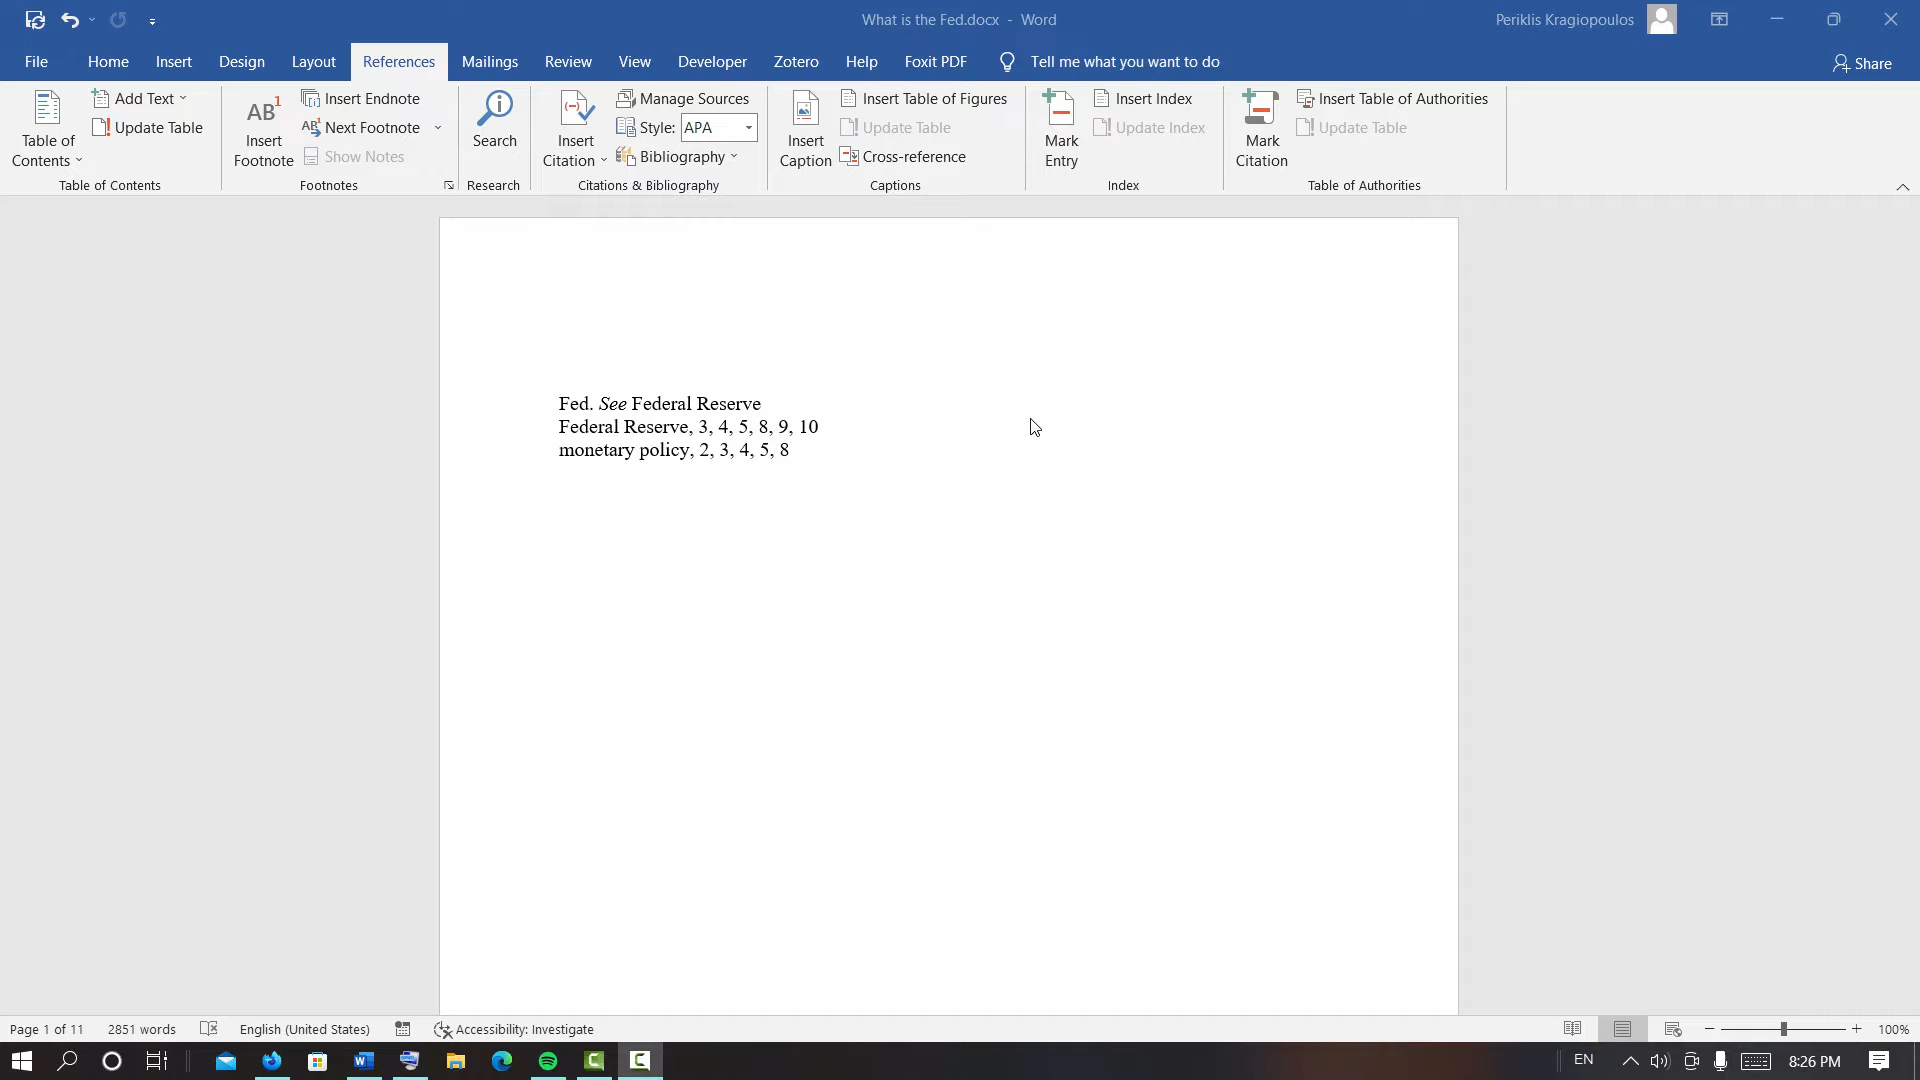 What is the Fed.docx - Word
Periklis Kragiopoulos
File Home Insert Design Layout References Mailings Review View Developer Zotero Help Foxit PDF Tell me what you want to do Share
Table of Contents
Add Text
Update Table
Table of Contents
AB1 Insert Footnote
Insert Endnote
AB1 Next Footnote
Show Notes
Footnotes
Search
Research
Insert Citation
Manage Sources
Style: APA
Bibliography
Citations & Bibliography
Insert Caption
Insert Table of Figures
Update Table
Cross-reference
Captions
Mark Entry
Insert Index
Update Index
Index
Mark Citation
Insert Table of Authorities
Update Table
Table of Authorities
Fed. See Federal Reserve
Federal Reserve, 3, 4, 5, 8, 9, 10
monetary policy, 2, 3, 4, 5, 8
Page 1 of 11 2851 words English (United States) Accessibility: Investigate 100%
EN 8:26 PM